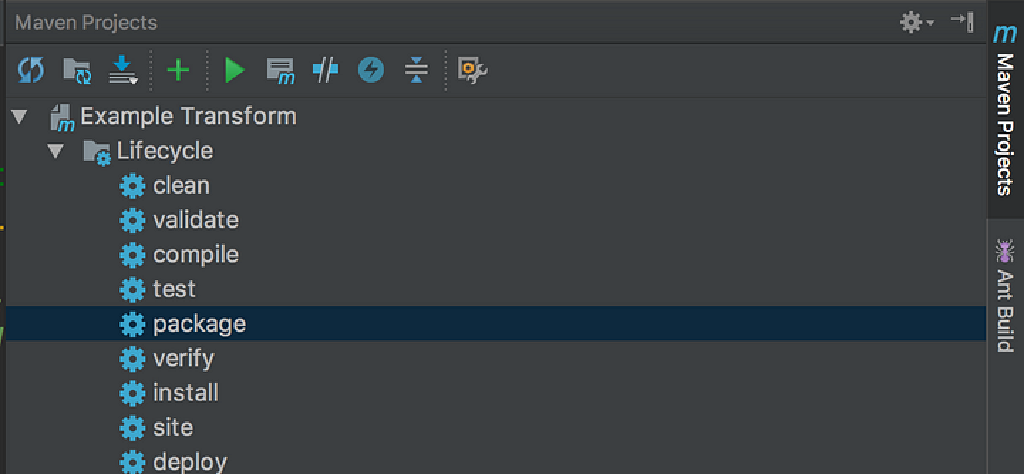 Maven Projects
Example Transform
Lifecycle
clean
validate
compile
test
package
verify
install
site
deploy
Maven Projects
Ant Build